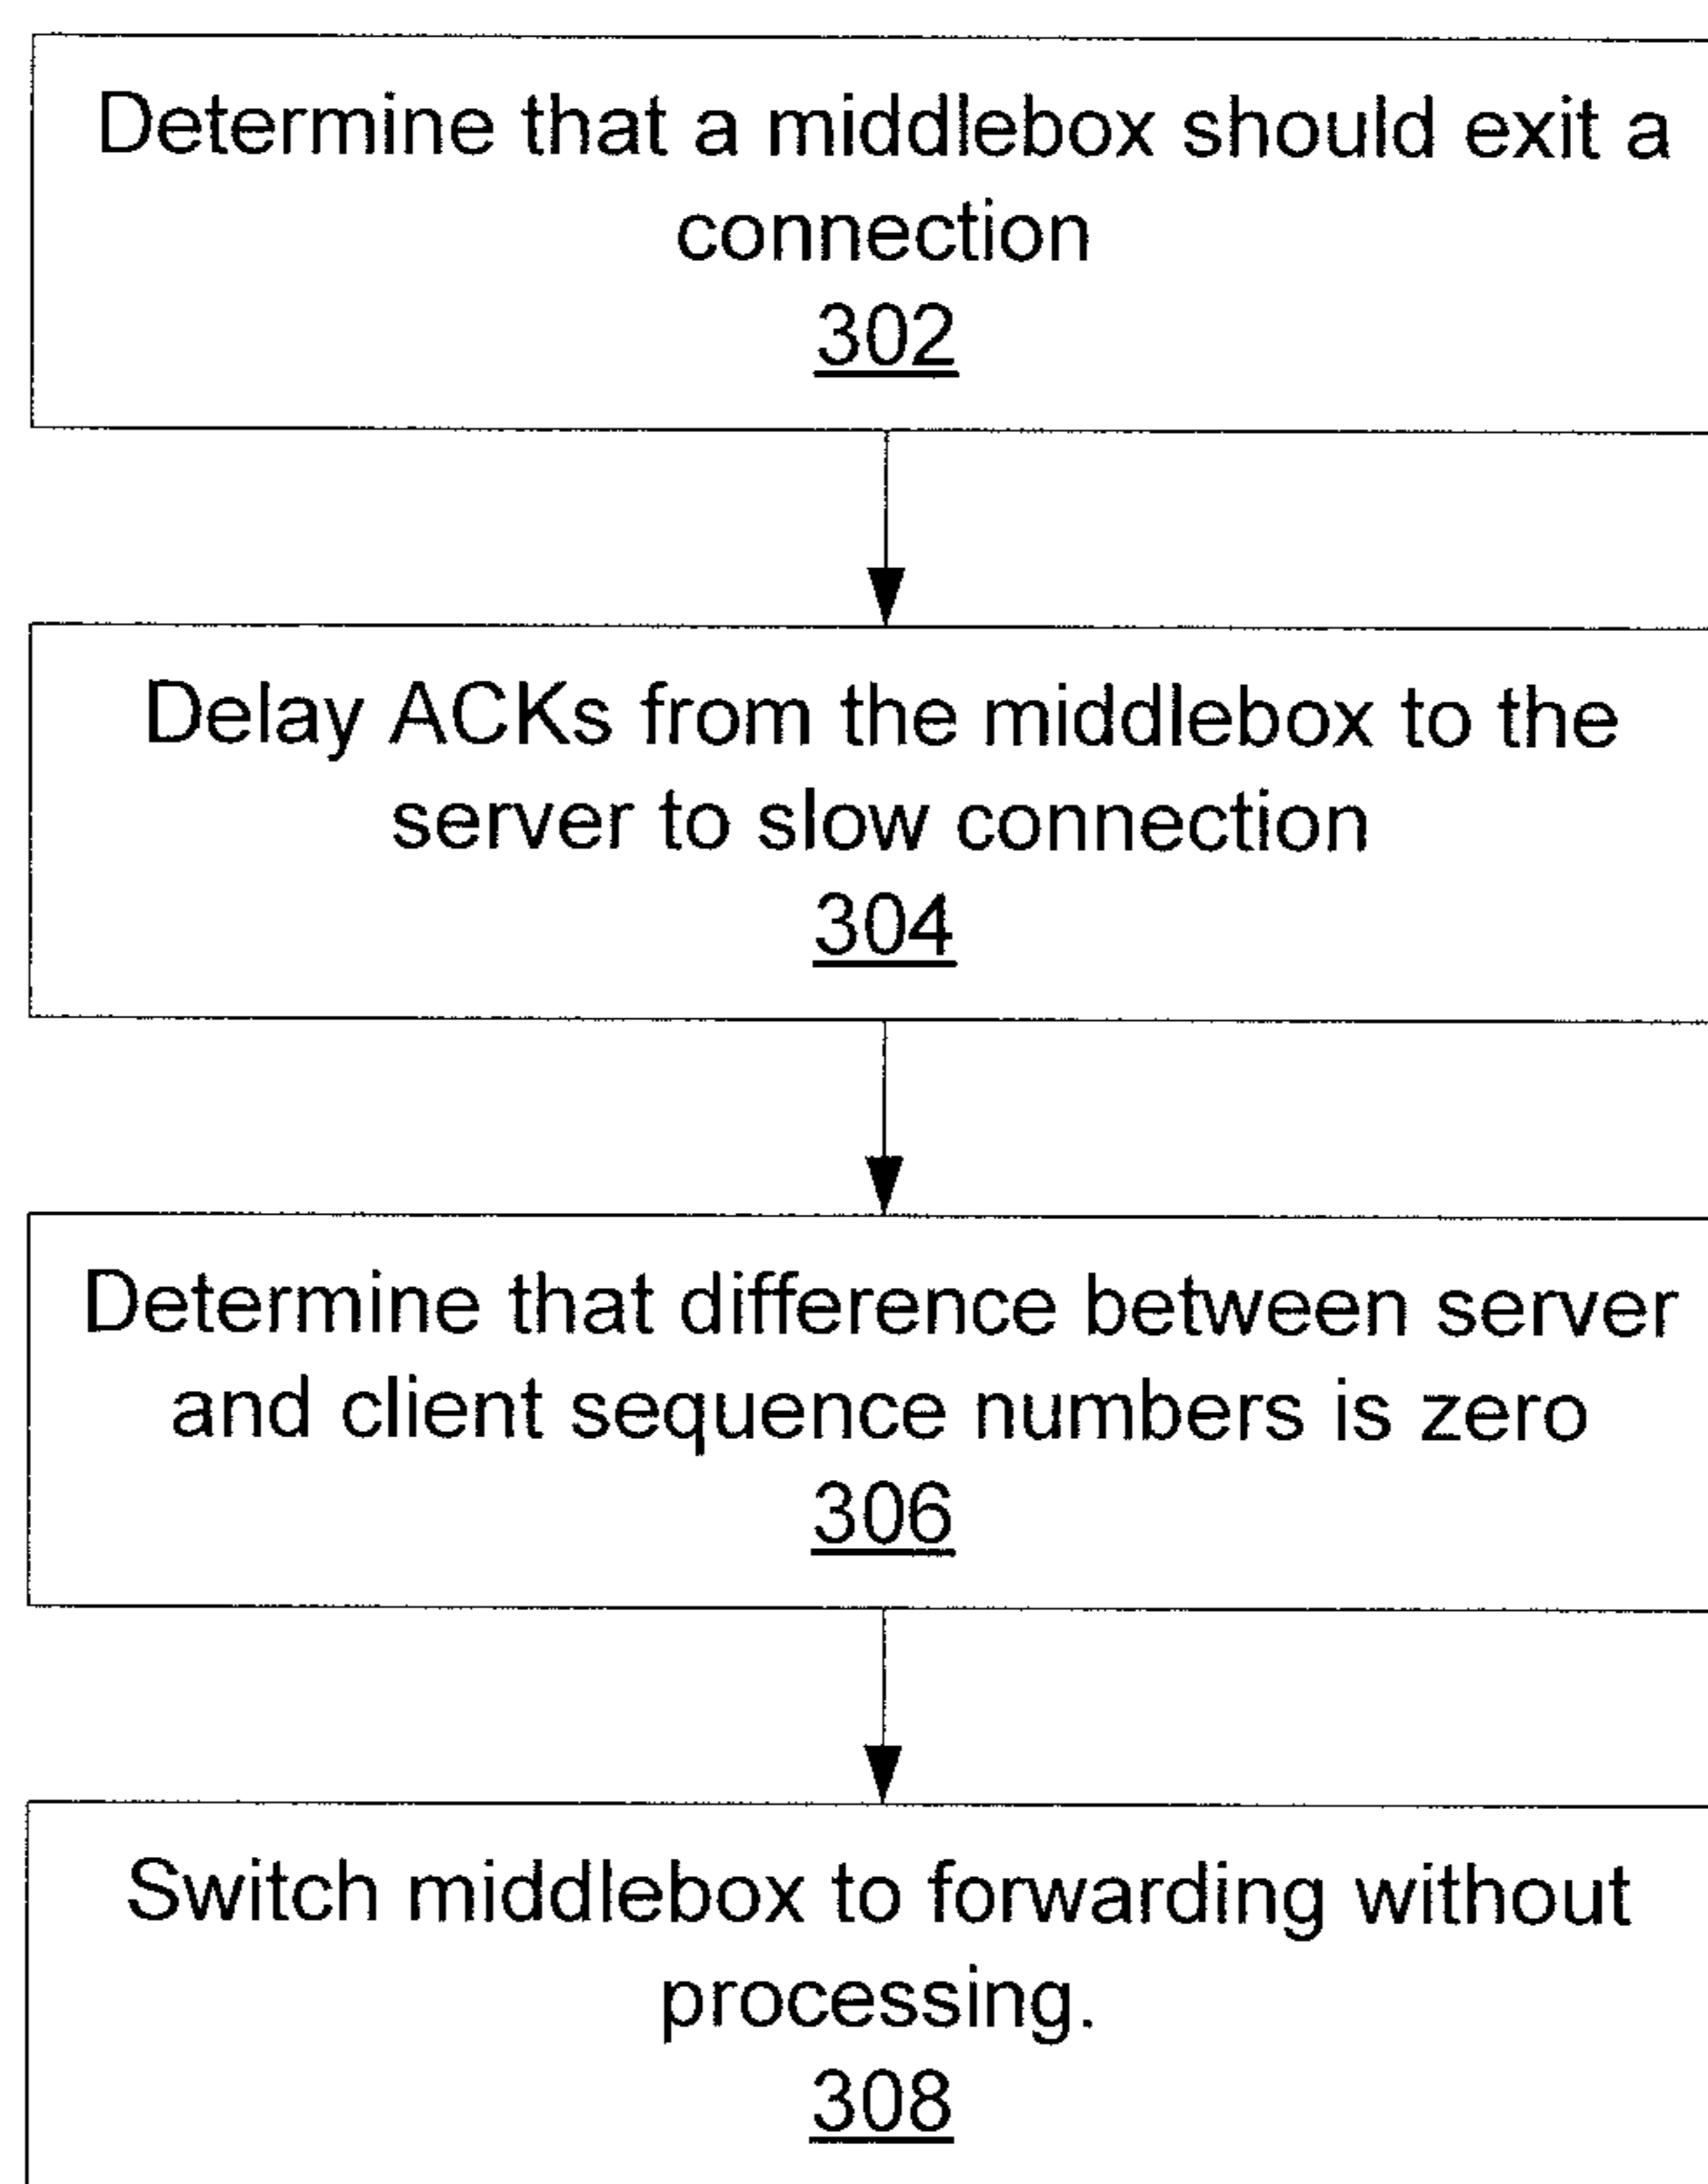 Determine that a middlebox should exit a
connection
302
Delay ACKs from the middlebox to the
server to slow connection
304
Determine that difference between server
and client sequence numbers is zero
306
Switch middlebox to forwarding without
processing.
308